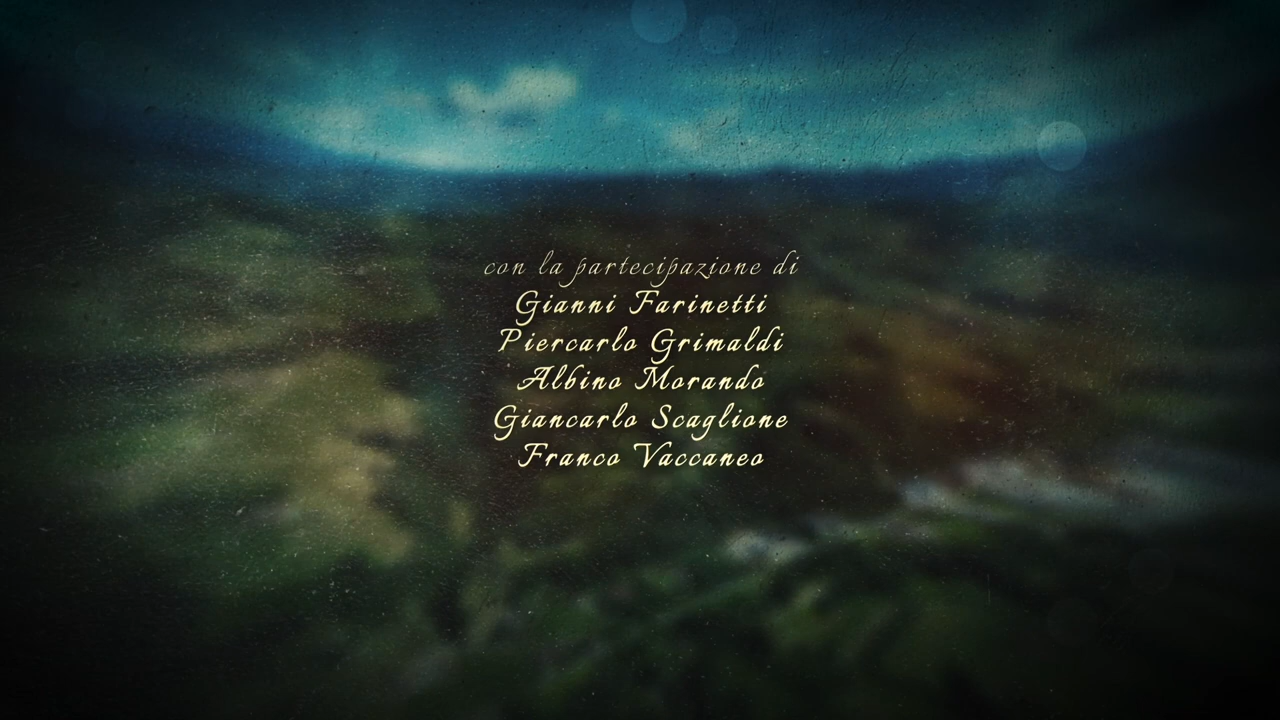 con la partecipazione di
Gianni Farinetti
Piercarlo Grimaldi
Albino Morando
Giancarlo Scaglione
Franco Vaccaneo